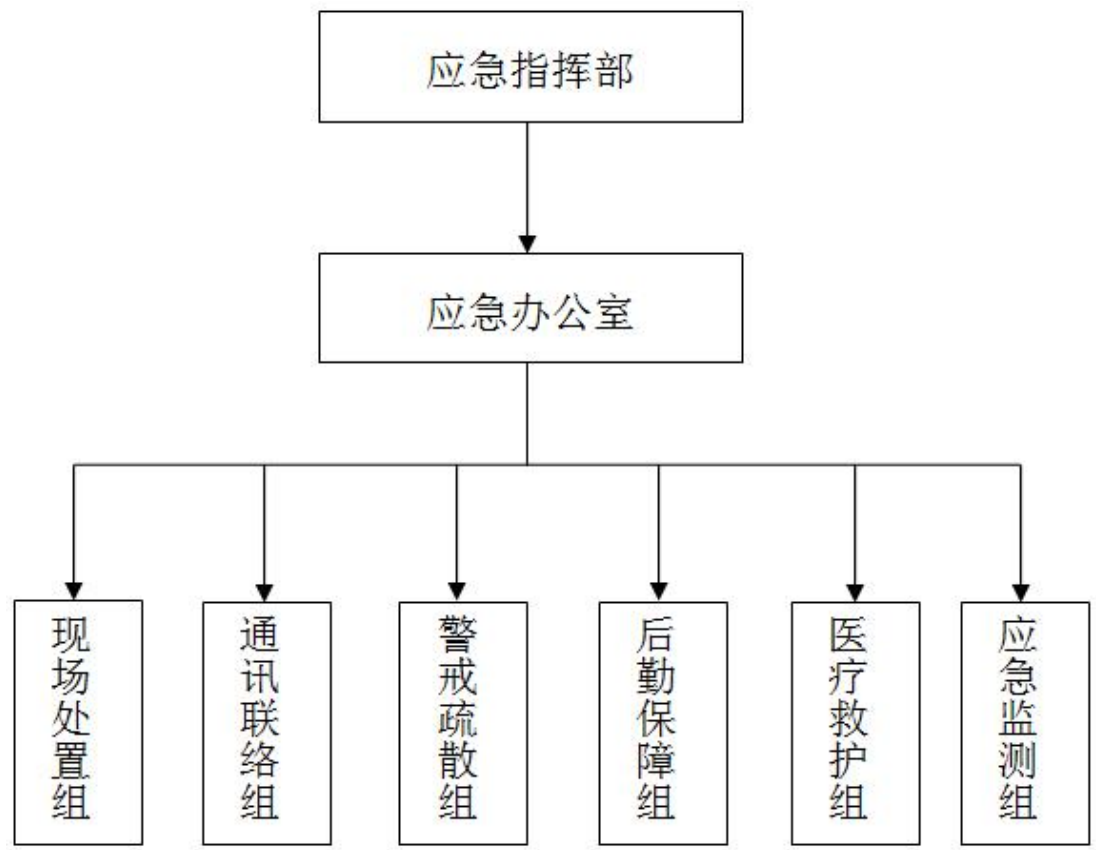 应急指挥部
应急办公室
现场处置组
通讯联络组
警戒疏散组
后勤保障组
医疗救护组
应急监测组